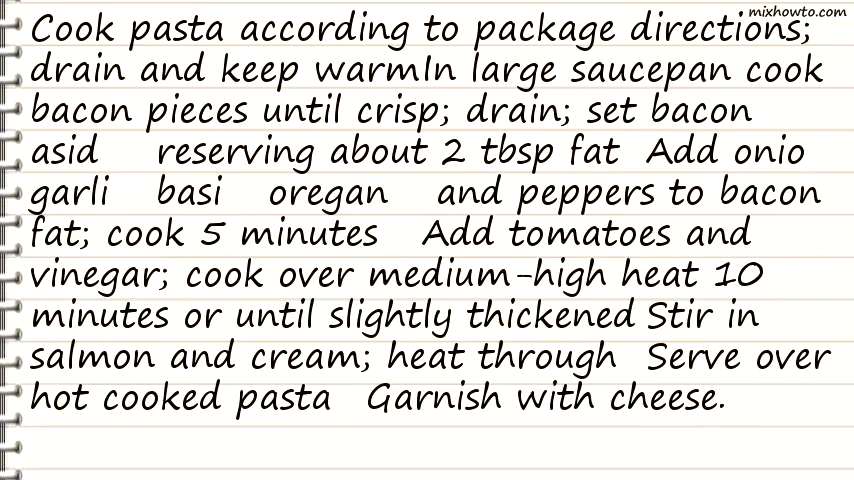 mixhowto.com
Cook pasta according to package directions;
drain and keep warmIn large saucepan cook
bacon pieces until crisp; drain; set bacon
asid reserving about 2 tbsp fat Add onio
garli basi oregan and peppers to bacon
fat; cook 5 minutes Add tomatoes and
vinegar; cook over medium-high heat 10
minutes or until slightly thickened Stir in
salmon and cream; heat through Serve over
hot cooked pasta Garnish with cheese.